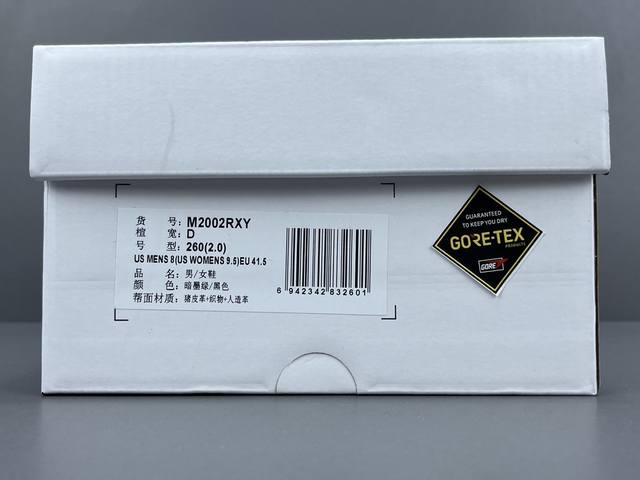 货 号: M2002RXY
楦 宽: D
号 型: 260(2.0)
US MENS 8(US WOMENS 9.5)EU 41.5
品 名: 男/女鞋
颜 色: 暗墨绿/黑色
帮面材质: 猪皮革+织物+人造革
6 942342 832601
GUARANTEED
TO KEEP YOU DRY
GORE-TEX
PRODUCTS
GORE